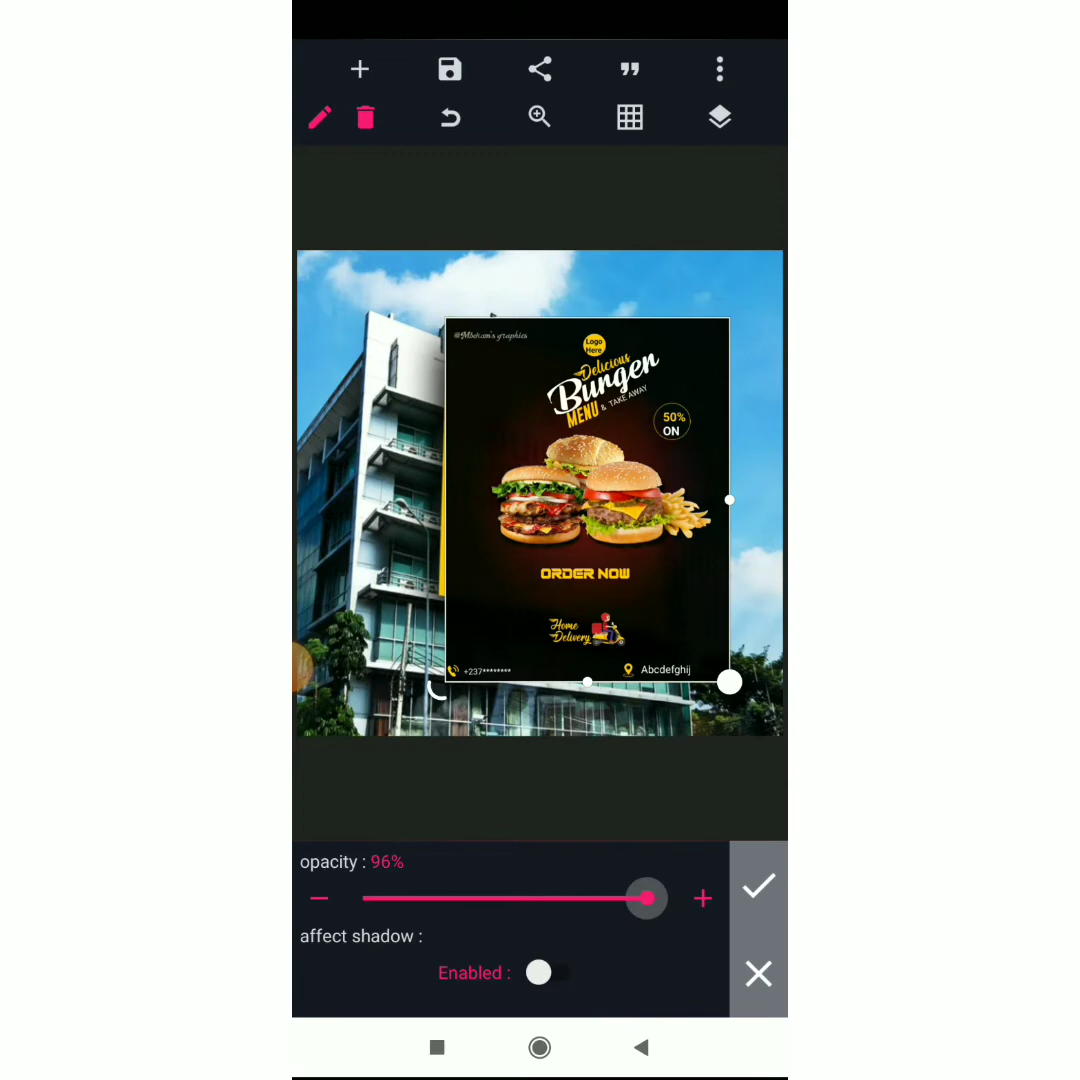 @Mbekam's graphics
Logo
Here
Delicious
Burger
MENU & TAKE AWAY
50%
ON
ORDER NOW
Home
Delivery
+237********
Abcdefghij
opacity : 96%
affect shadow :
Enabled :